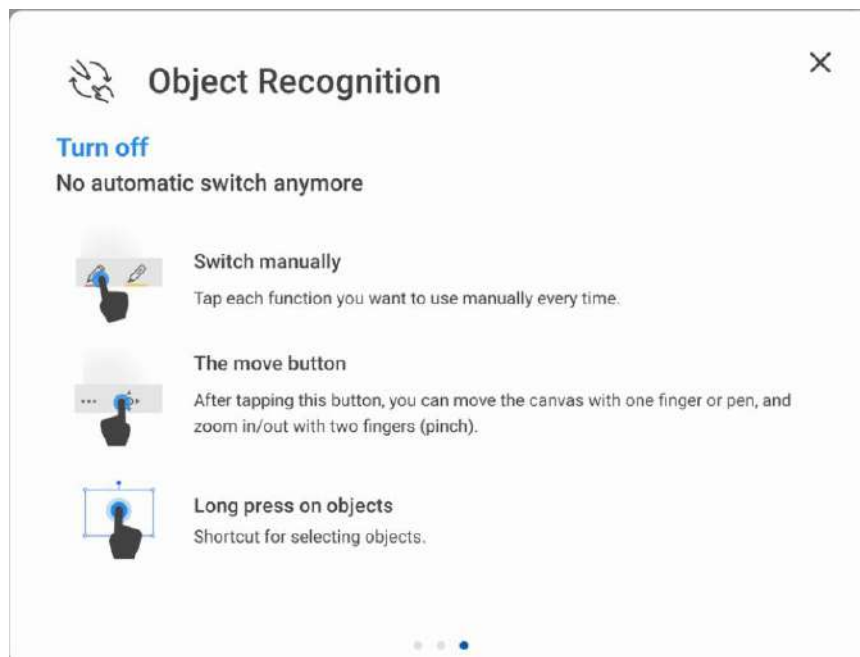 Object Recognition
Turn off
No automatic switch anymore
Switch manually
Tap each function you want to use manually every time.
The move button
After tapping this button, you can move the canvas with one finger or pen, and
zoom in/out with two fingers (pinch).
Long press on objects
Shortcut for selecting objects.